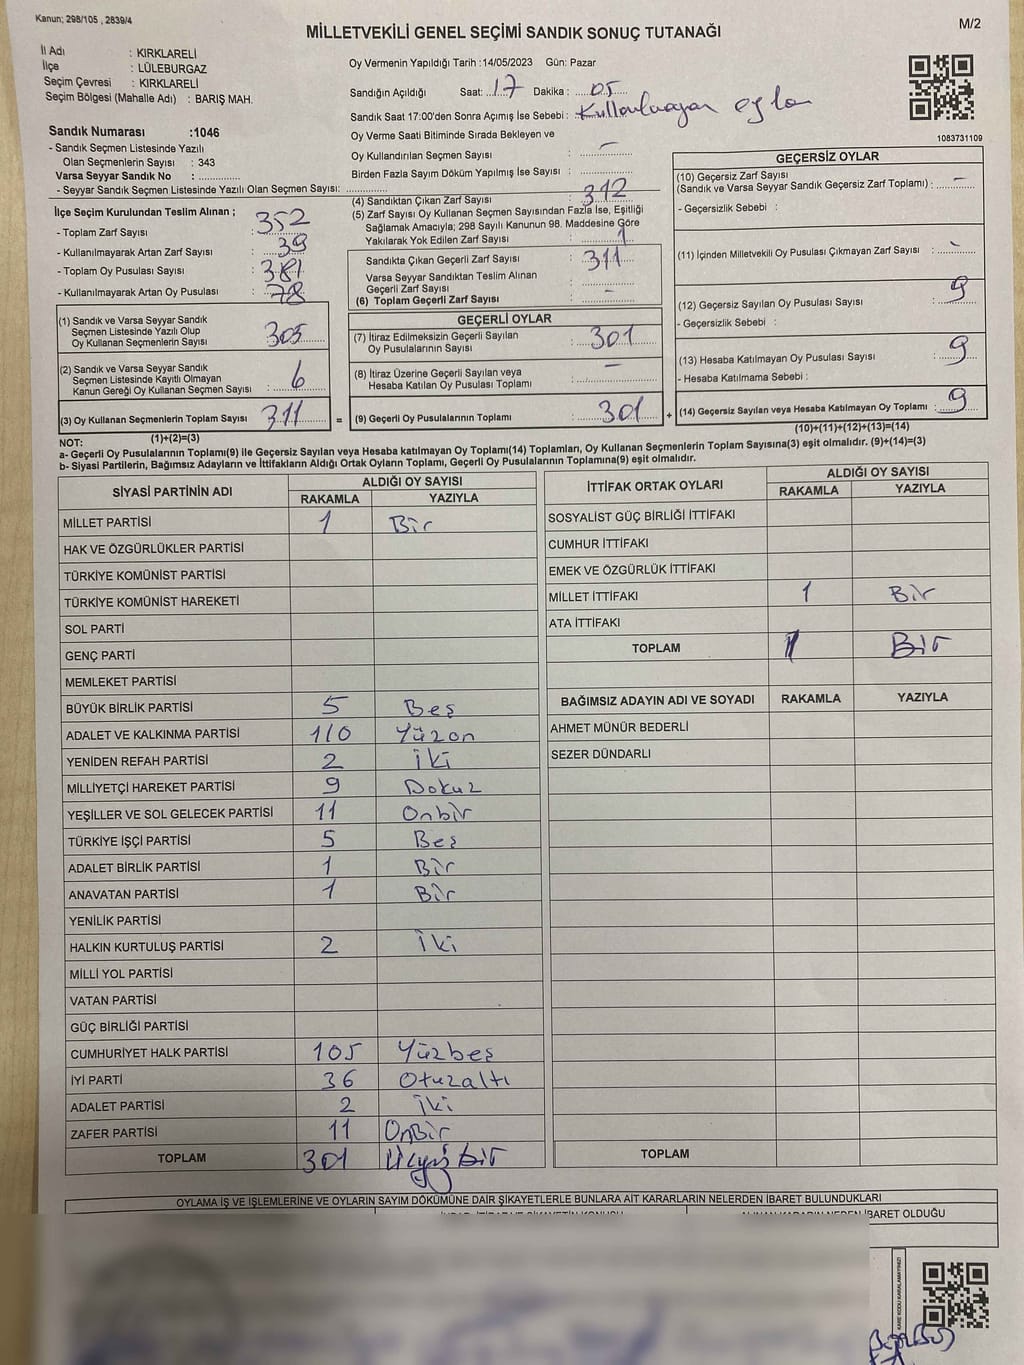 Kanun; 298/105 , 2839/4
MİLLETVEKİLİ GENEL SEÇİMİ SANDIK SONUÇ TUTANAĞI
M/2
İl Adı : KIRKLARELİ
İlçe : LÜLEBURGAZ
Seçim Çevresi : KIRKLARELİ
Seçim Bölgesi (Mahalle Adı) : BARIŞ MAH.
Sandık Numarası :1046
- Sandık Seçmen Listesinde Yazılı
Olan Seçmenlerin Sayısı : 343
Varsa Seyyar Sandık No : ..............
- Seyyar Sandık Seçmen Listesinde Yazılı Olan Seçmen Sayısı: ..............
Oy Vermenin Yapıldığı Tarih :14/05/2023 Gün: Pazar
Sandığın Açıldığı Saat: 17 Dakika : 05
Sandık Saat 17:00'den Sonra Açımış İse Sebebi : Kullanılmayan oylar
Oy Verme Saati Bitiminde Sırada Bekleyen ve
Oy Kullandırılan Seçmen Sayısı : –
Birden Fazla Sayım Döküm Yapılmış İse Sayısı : ..............
(4) Sandıktan Çıkan Zarf Sayısı : 312
(5) Zarf Sayısı Oy Kullanan Seçmen Sayısından Fazla İse, Eşitliği
Sağlamak Amacıyla; 298 Sayılı Kanunun 98. Maddesine Göre
Yakılarak Yok Edilen Zarf Sayısı : 1
Sandıkta Çıkan Geçerli Zarf Sayısı : 311
Varsa Seyyar Sandıktan Teslim Alınan
Geçerli Zarf Sayısı : ..............
(6) Toplam Geçerli Zarf Sayısı : –
1083731109
GEÇERSİZ OYLAR
(10) Geçersiz Zarf Sayısı
(Sandık ve Varsa Seyyar Sandık Geçersiz Zarf Toplamı) : –
- Geçersizlik Sebebi :
(11) İçinden Milletvekili Oy Pusulası Çıkmayan Zarf Sayısı : -
(12) Geçersiz Sayılan Oy Pusulası Sayısı : 9
- Geçersizlik Sebebi :
(13) Hesaba Katılmayan Oy Pusulası Sayısı : 9
- Hesaba Katılmama Sebebi :
(14) Geçersiz Sayılan veya Hesaba Katılmayan Oy Toplamı : 9
(10)+(11)+(12)+(13)=(14)
İlçe Seçim Kurulundan Teslim Alınan ;
- Toplam Zarf Sayısı : 352
- Kullanılmayarak Artan Zarf Sayısı : 39
- Toplam Oy Pusulası Sayısı : 381
- Kullanılmayarak Artan Oy Pusulası : 78
(1) Sandık ve Varsa Seyyar Sandık
Seçmen Listesinde Yazılı Olup
Oy Kullanan Seçmenlerin Sayısı : 305
(2) Sandık ve Varsa Seyyar Sandık
Seçmen Listesinde Kayıtlı Olmayan
Kanun Gereği Oy Kullanan Seçmen Sayısı : 6
(3) Oy Kullanan Seçmenlerin Toplam Sayısı 311 =
(1)+(2)=(3)
GEÇERLİ OYLAR
(7) İtiraz Edilmeksizin Geçerli Sayılan
Oy Pusulalarının Sayısı : 301
(8) İtiraz Üzerine Geçerli Sayılan veya
Hesaba Katılan Oy Pusulası Toplamı : –
(9) Geçerli Oy Pusulalarının Toplamı : 301 +
NOT:
a- Geçerli Oy Pusulalarının Toplamı(9) ile Geçersiz Sayılan veya Hesaba katılmayan Oy Toplamı(14) Toplamları, Oy Kullanan Seçmenlerin Toplam Sayısına(3) eşit olmalıdır. (9)+(14)=(3)
b- Siyasi Partilerin, Bağımsız Adayların ve İttifakların Aldığı Ortak Oyların Toplamı, Geçerli Oy Pusulalarının Toplamına(9) eşit olmalıdır.
SİYASİ PARTİNİN ADI ALDIĞI OY SAYISI
RAKAMLA YAZIYLA
MİLLET PARTİSİ 1 Bir
HAK VE ÖZGÜRLÜKLER PARTİSİ
TÜRKİYE KOMÜNİST PARTİSİ
TÜRKİYE KOMÜNİST HAREKETİ
SOL PARTİ
GENÇ PARTİ
MEMLEKET PARTİSİ
BÜYÜK BİRLİK PARTİSİ 5 Beş
ADALET VE KALKINMA PARTİSİ 110 Yüzon
YENİDEN REFAH PARTİSİ 2 iki
MİLLİYETÇİ HAREKET PARTİSİ 9 Dokuz
YEŞİLLER VE SOL GELECEK PARTİSİ 11 Onbir
TÜRKİYE İŞÇİ PARTİSİ 5 Beş
ADALET BİRLİK PARTİSİ 1 Bir
ANAVATAN PARTİSİ 1 Bir
YENİLİK PARTİSİ
HALKIN KURTULUŞ PARTİSİ 2 iki
MİLLİ YOL PARTİSİ
VATAN PARTİSİ
GÜÇ BİRLİĞİ PARTİSİ
CUMHURİYET HALK PARTİSİ 105 Yüzbeş
İYİ PARTİ 36 Otuzaltı
ADALET PARTİSİ 2 iki
ZAFER PARTİSİ 11 OnBir
TOPLAM 301 Üçyüz bir
İTTİFAK ORTAK OYLARI ALDIĞI OY SAYISI
RAKAMLA YAZIYLA
SOSYALİST GÜÇ BİRLİĞİ İTTİFAKI
CUMHUR İTTİFAKI
EMEK VE ÖZGÜRLÜK İTTİFAKI
MİLLET İTTİFAKI 1 Bir
ATA İTTİFAKI
TOPLAM 1 Bir
BAĞIMSIZ ADAYIN ADI VE SOYADI RAKAMLA YAZIYLA
AHMET MÜNÜR BEDERLİ
SEZER DÜNDARLI
TOPLAM
OYLAMA İŞ VE İŞLEMLERİNE VE OYLARIN SAYIM DÖKÜMÜNE DAİR ŞİKAYETLERLE BUNLARA AİT KARARLARIN NELERDEN İBARET BULUNDUKLARI
İBARET OLDUĞU
KARE KODU KARALAMAYINIZ!